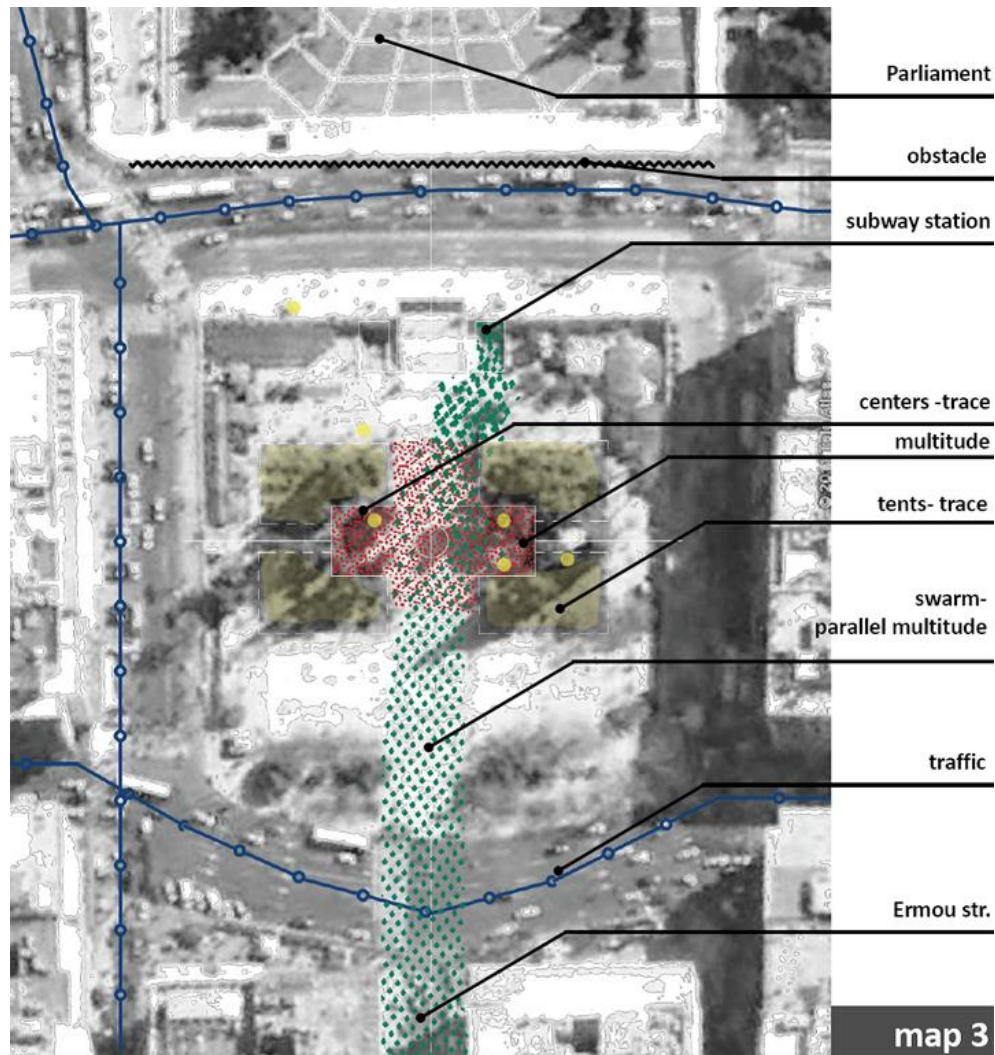 Parliament
obstacle
subway station
centers -trace
multitude
tents- trace
swarm-
parallel multitude
traffic
Ermou str.
map 3